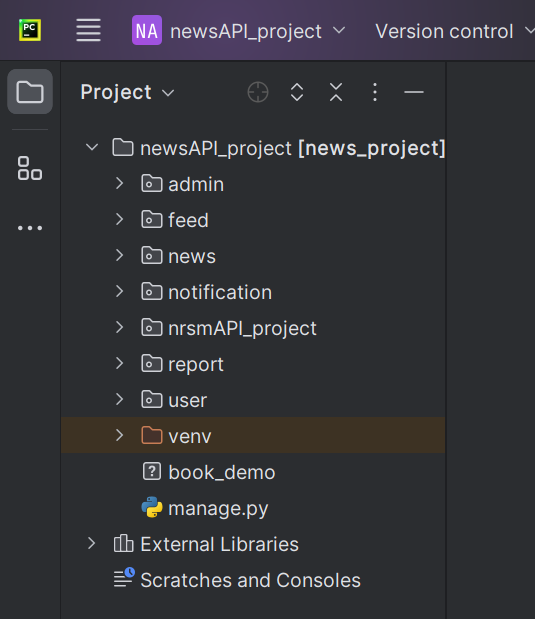 PC NA newsAPI_project Version control
Project
newsAPI_project [news_project]
admin
feed
news
notification
nrsmAPI_project
report
user
venv
? book_demo
manage.py
External Libraries
Scratches and Consoles